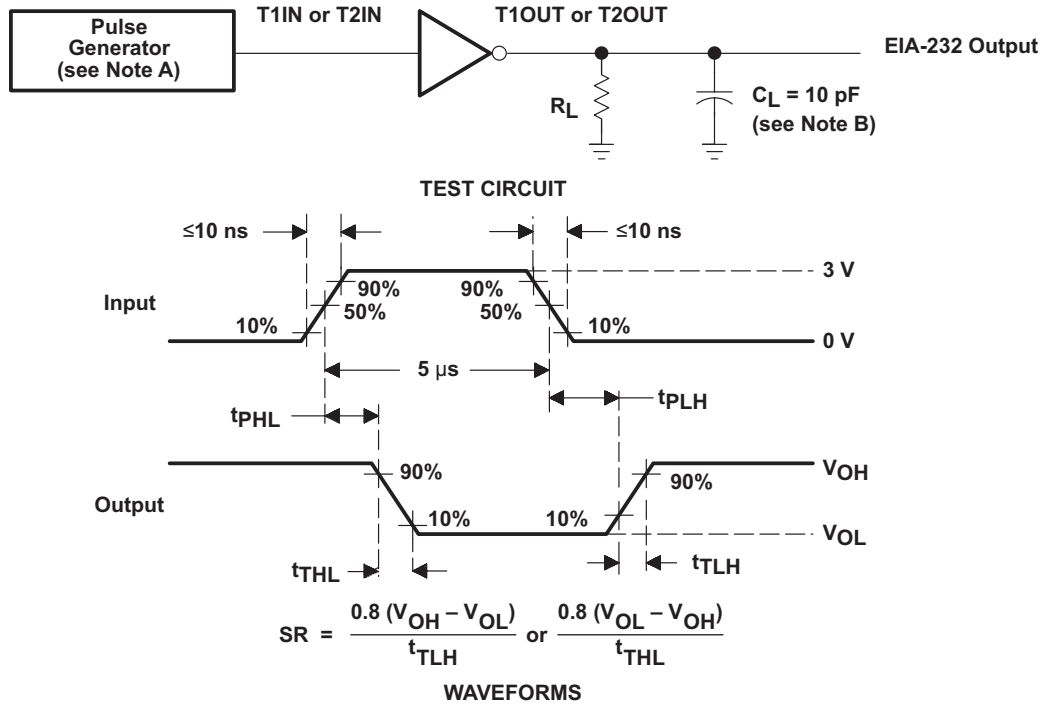 Pulse
Generator
(see Note A)
T1IN or T2IN
T1OUT or T2OUT
EIA-232 Output
RL
CL = 10 pF
(see Note B)
TEST CIRCUIT
≤10 ns
≤10 ns
3 V
Input
90%
90%
50%
50%
10%
10%
0 V
5 µs
tPHL
tPLH
VOH
90%
90%
Output
10%
10%
VOL
tTHL
tTLH
SR = 0.8 (VOH – VOL) / tTLH or 0.8 (VOL – VOH) / tTHL
WAVEFORMS